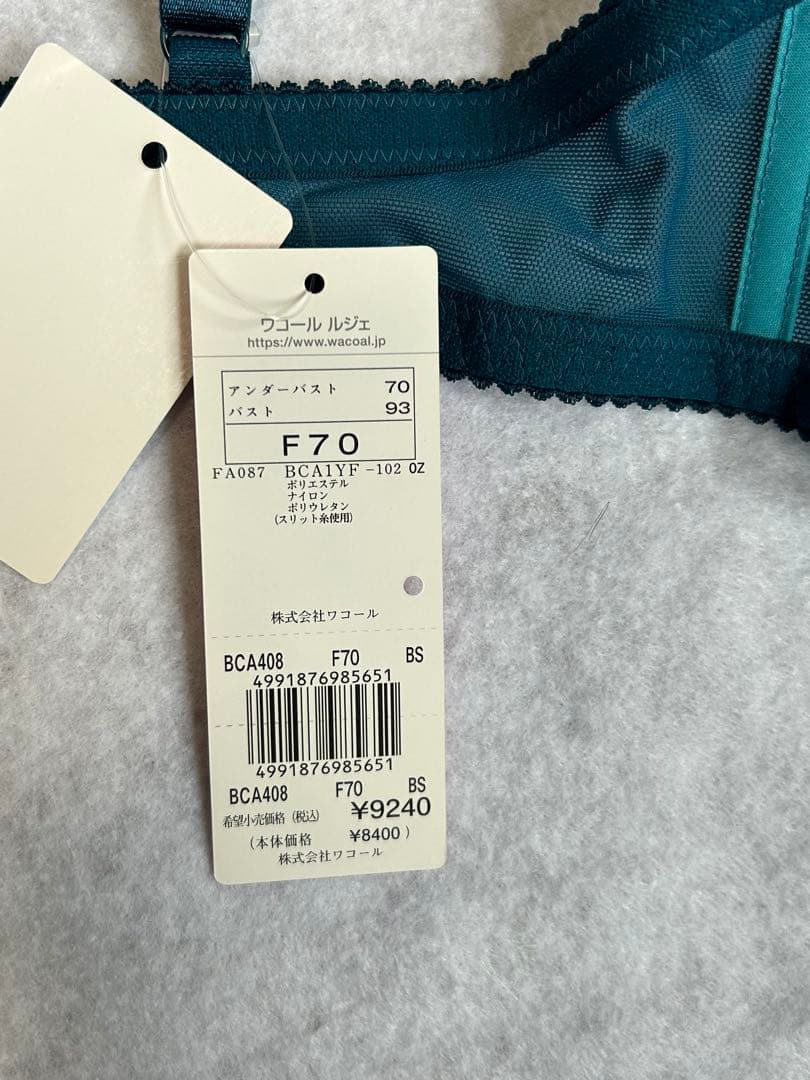 ワコール ルジェ
https://www.wacoal.jp
アンダーバスト 70
バスト 93
F70
FA087 BCA1YF-102 OZ
ポリエステル
ナイロン
ポリウレタン
(スリット糸使用)
株式会社ワコール
BCA408 F70 BS
4991876985651
4991876985651
BCA408 F70 BS
希望小売価格(税込) ¥9240
(本体価格 ¥8400)
株式会社ワコール